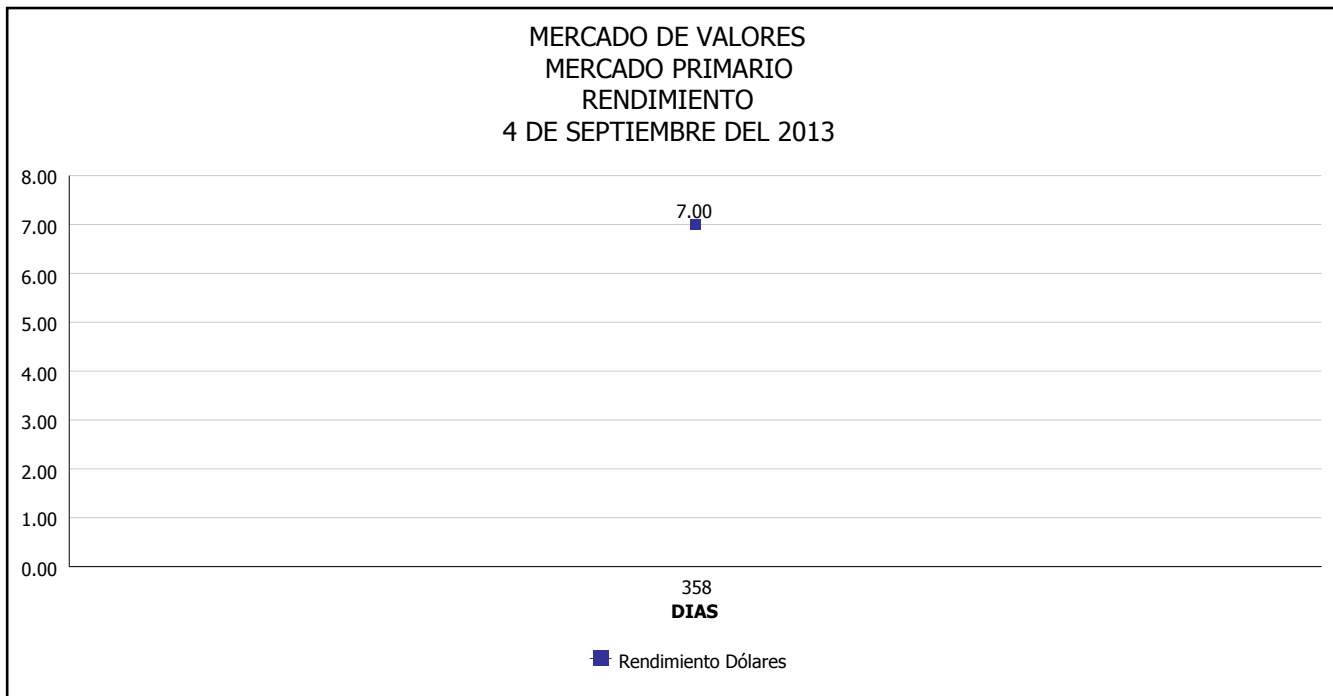 MERCADO DE VALORES
MERCADO PRIMARIO
RENDIMIENTO
4 DE SEPTIEMBRE DEL 2013
8.00
7.00
7.00
6.00
5.00
4.00
3.00
2.00
1.00
0.00
358
DIAS
Rendimiento Dólares